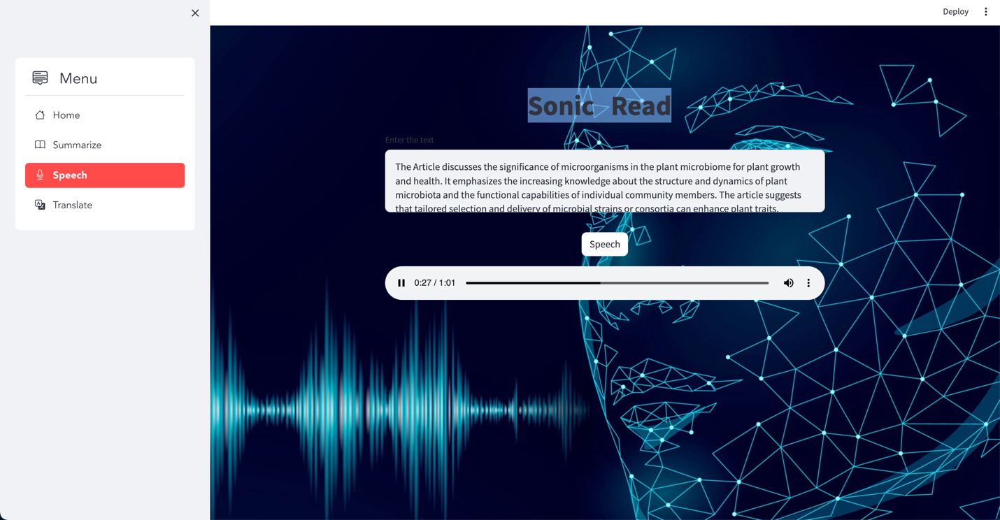 Deploy
Menu
Home
Summarize
Speech
Translate
Sonic Read
Enter the text
The Article discusses the significance of microorganisms in the plant microbiome for plant growth
and health. It emphasizes the increasing knowledge about the structure and dynamics of plant
microbiota and the functional capabilities of individual community members. The article suggests
that tailored selection and delivery of microbial strains or consortia can enhance plant traits.
Speech
0:27 / 1:01